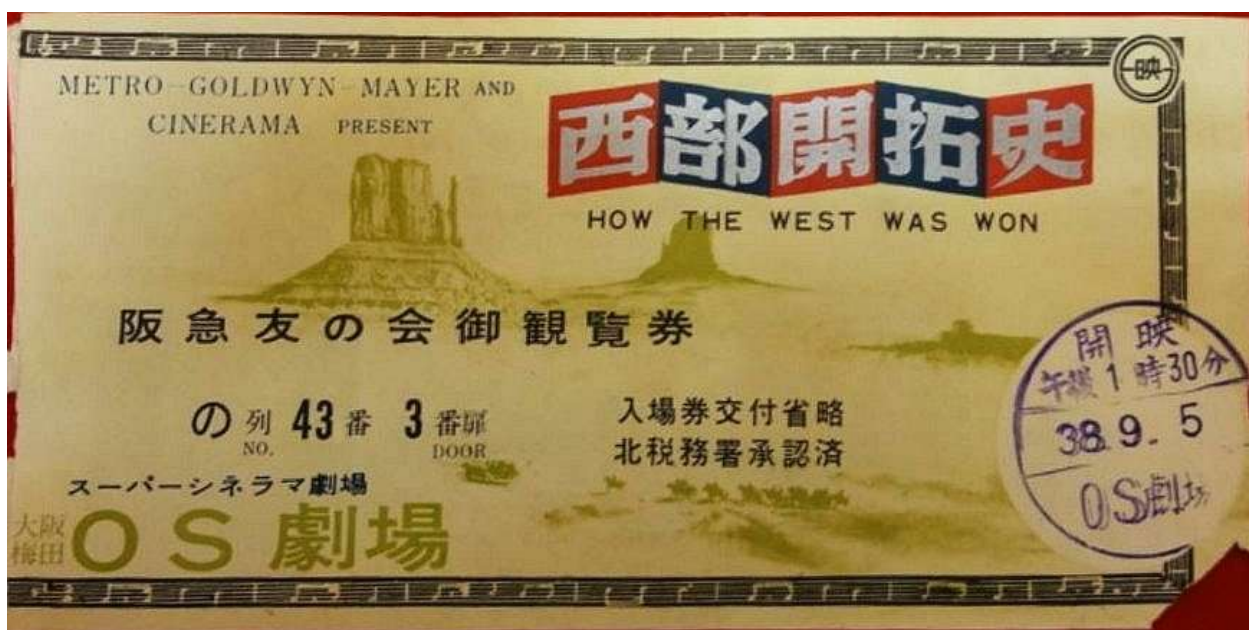 METRO-GOLDWYN-MAYER AND
CINERAMA PRESENT
映
西部開拓史
HOW THE WEST WAS WON
阪急友の会御観覧券
の列 43番 3番扉
NO. DOOR
入場券交付省略
北税務署承認済
スーパーシネラマ劇場
大阪
梅田
OS劇場
開映
午後1時30分
38.9.5
OS劇場